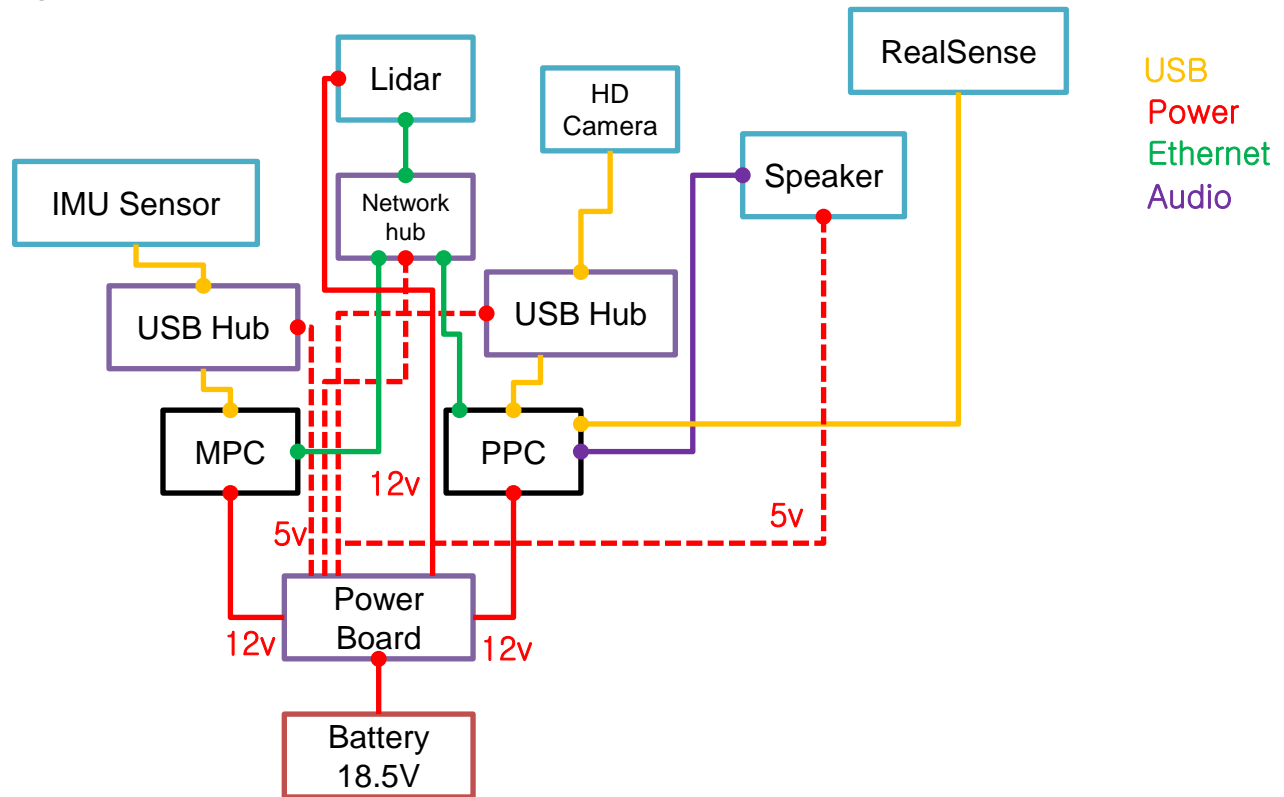 RealSense
Lidar
HD
Camera
USB
Power
Ethernet
Audio
IMU Sensor
Network
hub
Speaker
USB Hub
USB Hub
MPC
PPC
12v
5v
5v
Power
Board
12v
12v
Battery
18.5V